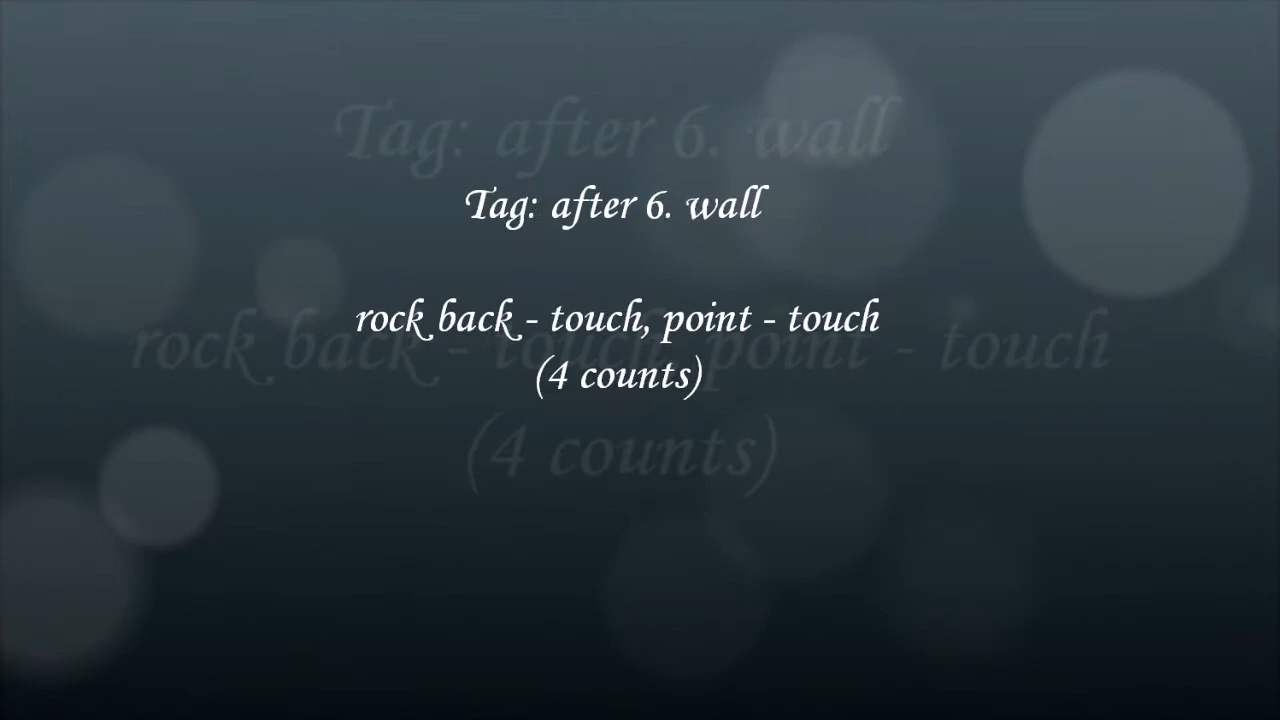 Tag: after 6. wall
rock back - touch, point - touch
(4 counts)